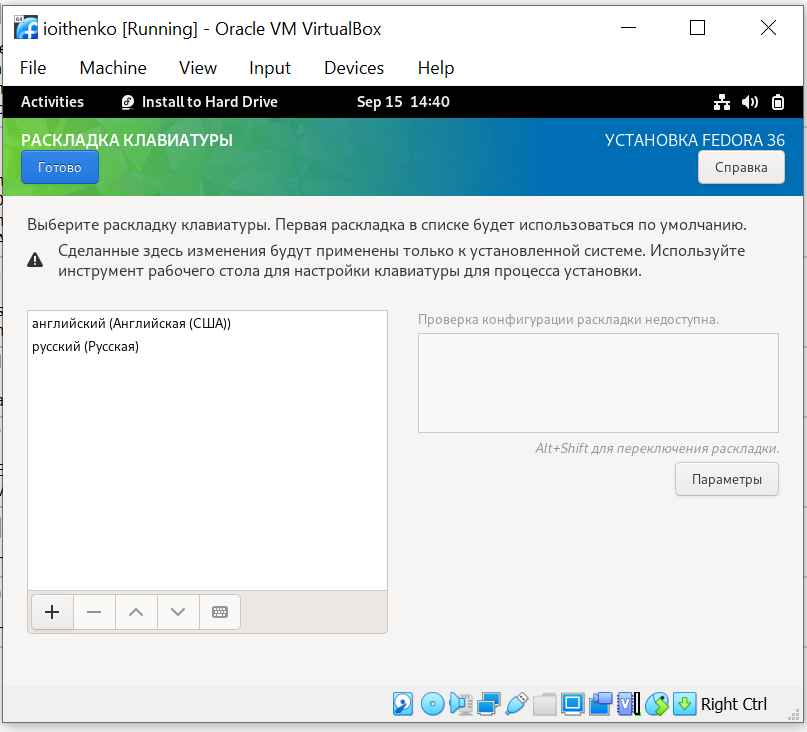 ioithenko [Running] - Oracle VM VirtualBox
File Machine View Input Devices Help
Activities Install to Hard Drive Sep 15 14:40
РАСКЛАДКА КЛАВИАТУРЫ УСТАНОВКА FEDORA 36
Готово Справка
Выберите раскладку клавиатуры. Первая раскладка в списке будет использоваться по умолчанию.
Сделанные здесь изменения будут применены только к установленной системе. Используйте
инструмент рабочего стола для настройки клавиатуры для процесса установки.
английский (Английская (США))
русский (Русская)
Проверка конфигурации раскладки недоступна.
Alt+Shift для переключения раскладки.
Параметры
Right Ctrl